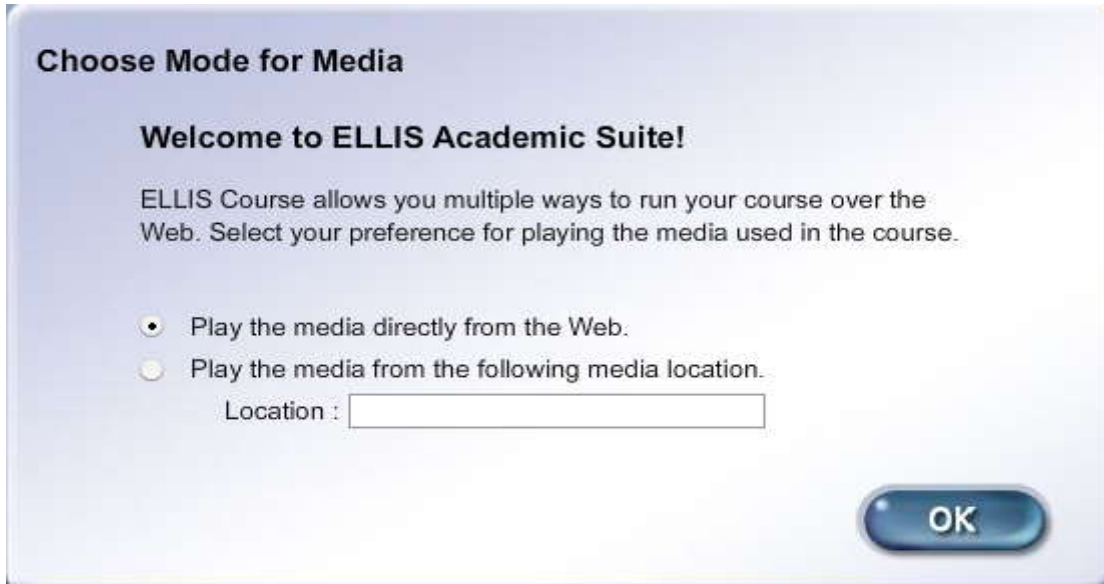 Choose Mode for Media
Welcome to ELLIS Academic Suite!
ELLIS Course allows you multiple ways to run your course over the
Web. Select your preference for playing the media used in the course.
Play the media directly from the Web.
Play the media from the following media location.
Location :
OK